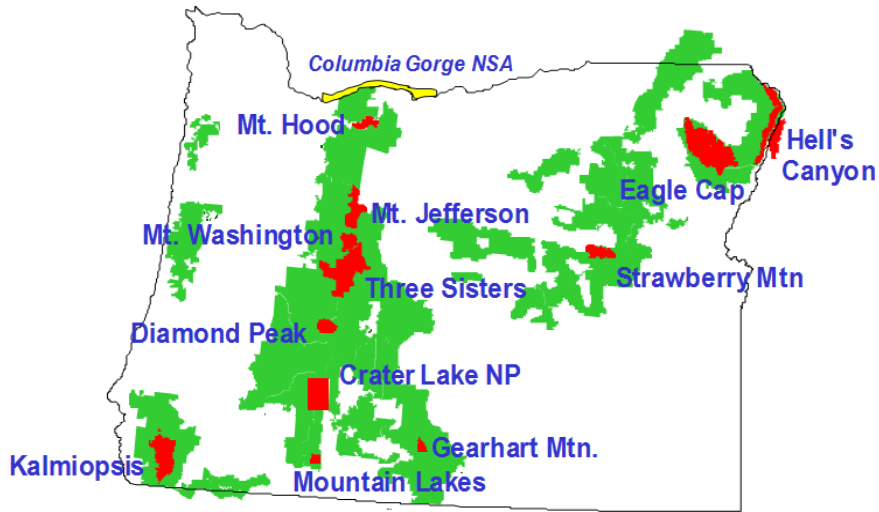 Columbia Gorge NSA
Mt. Hood
Hell's
Canyon
Eagle Cap
Mt. Jefferson
Mt. Washington
Strawberry Mtn
Three Sisters
Diamond Peak
Crater Lake NP
Gearhart Mtn.
Kalmiopsis
Mountain Lakes